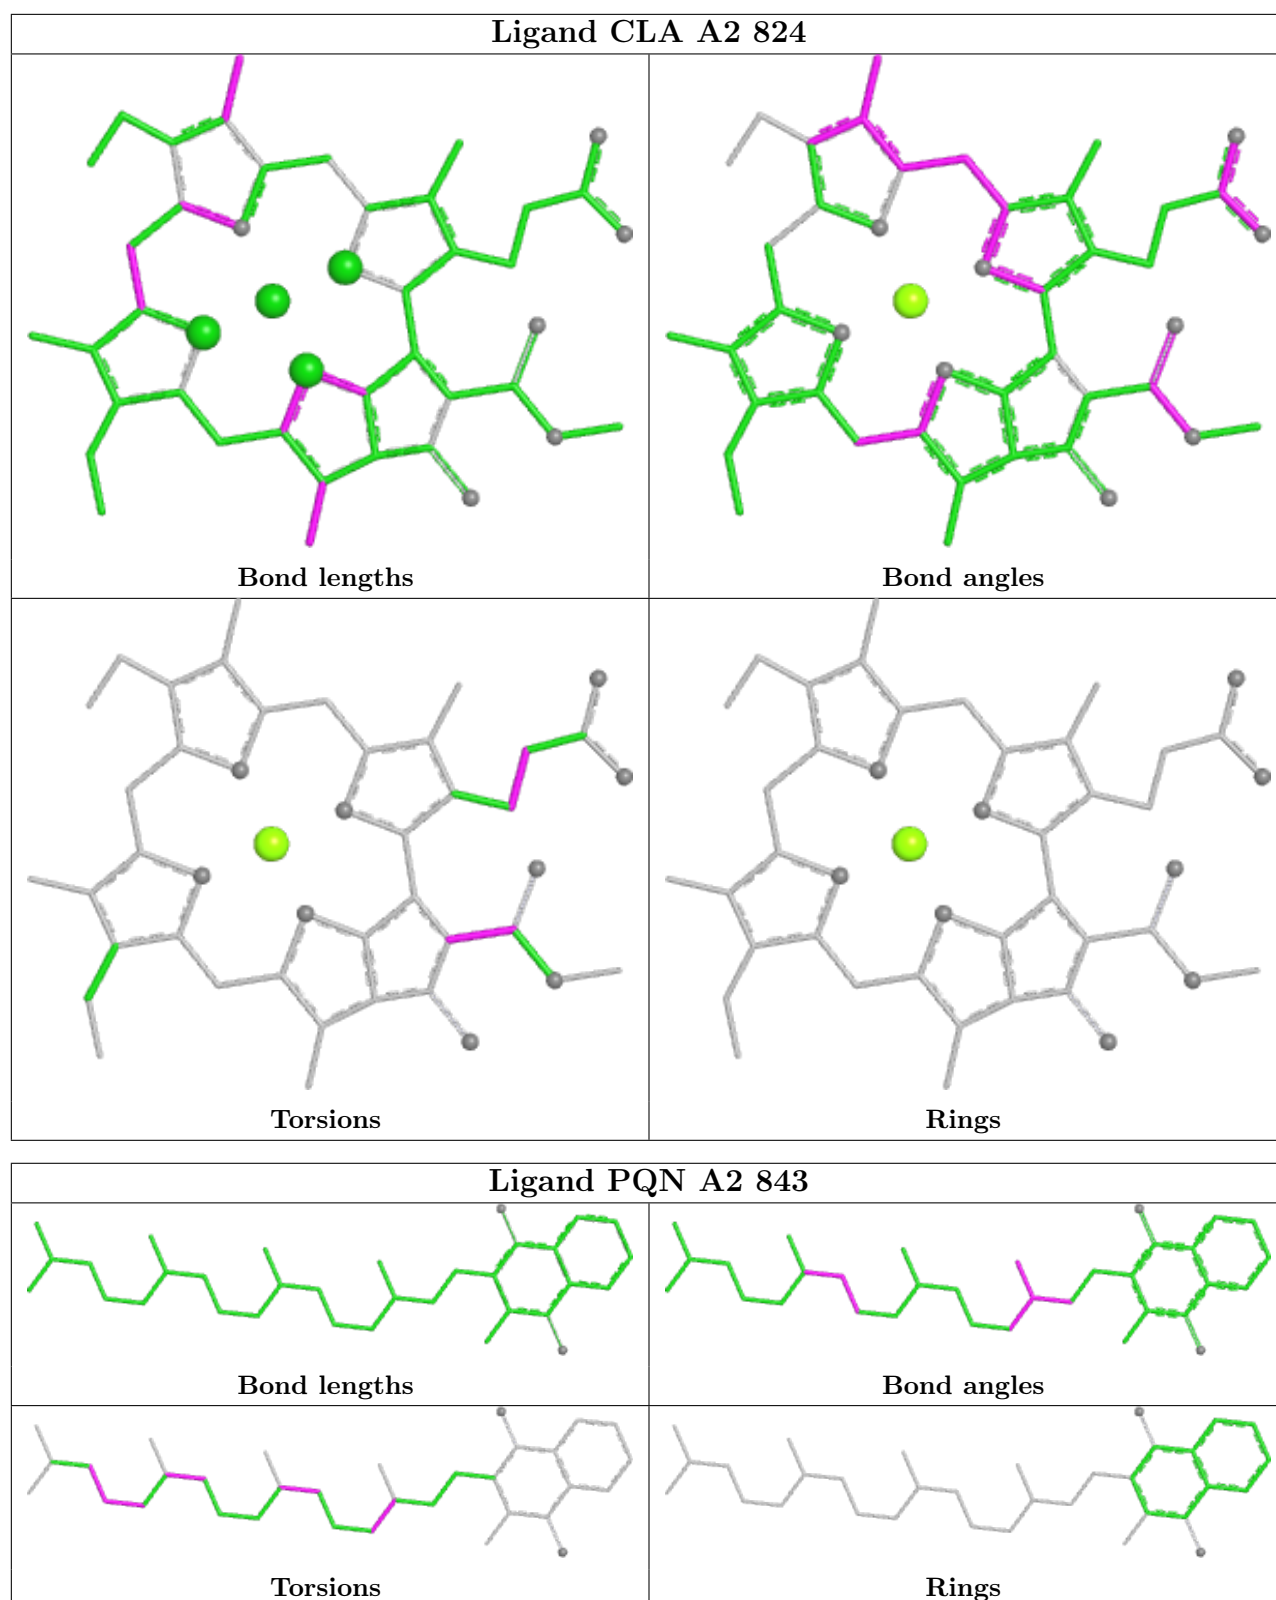 Ligand CLA A2 824
Bond lengths
Bond angles
Torsions
Rings
Ligand PQN A2 843
Bond lengths
Bond angles
Torsions
Rings